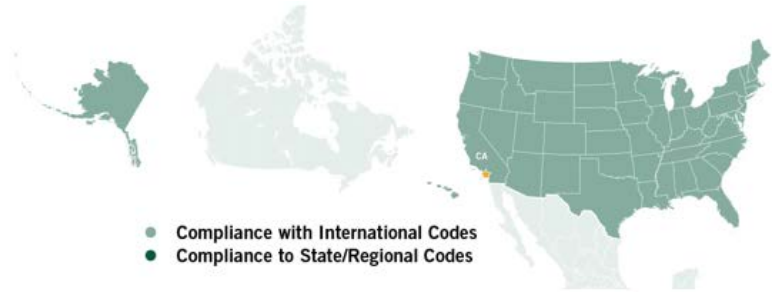 CA
Compliance with International Codes
Compliance to State/Regional Codes